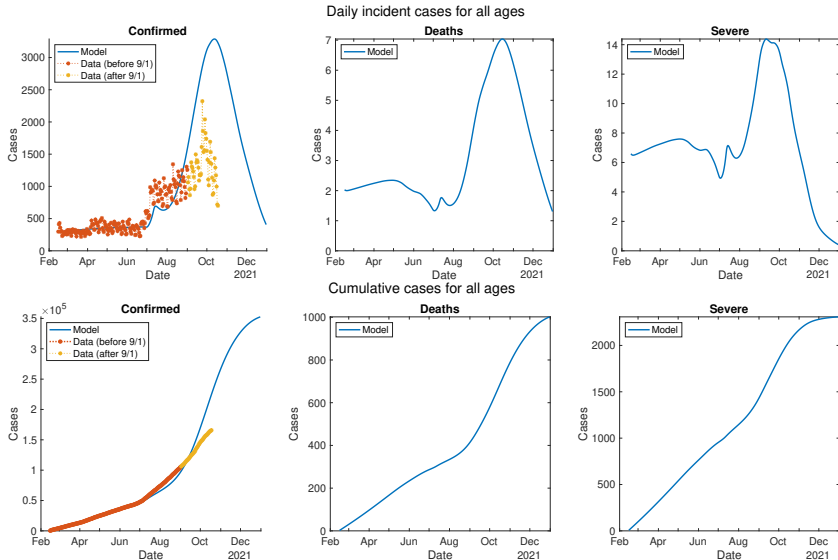 Daily incident cases for all ages
Confirmed
Model
Data (before 9/1)
Data (after 9/1)
3000
2500
2000
1500
1000
500
0
Cases
Feb Apr Jun Aug Oct Dec
Date 2021
Deaths
Model
7
6
5
4
3
2
1
0
Cases
Feb Apr Jun Aug Oct Dec
Date 2021
Severe
Model
14
12
10
8
6
4
2
0
Cases
Feb Apr Jun Aug Oct Dec
Date 2021
Cumulative cases for all ages
Confirmed
×10⁵
Model
Data (before 9/1)
Data (after 9/1)
3.5
3
2.5
2
1.5
1
0.5
0
Cases
Feb Apr Jun Aug Oct Dec
Date 2021
Deaths
Model
1000
800
600
400
200
0
Cases
Feb Apr Jun Aug Oct Dec
Date 2021
Severe
Model
2000
1500
1000
500
0
Cases
Feb Apr Jun Aug Oct Dec
Date 2021